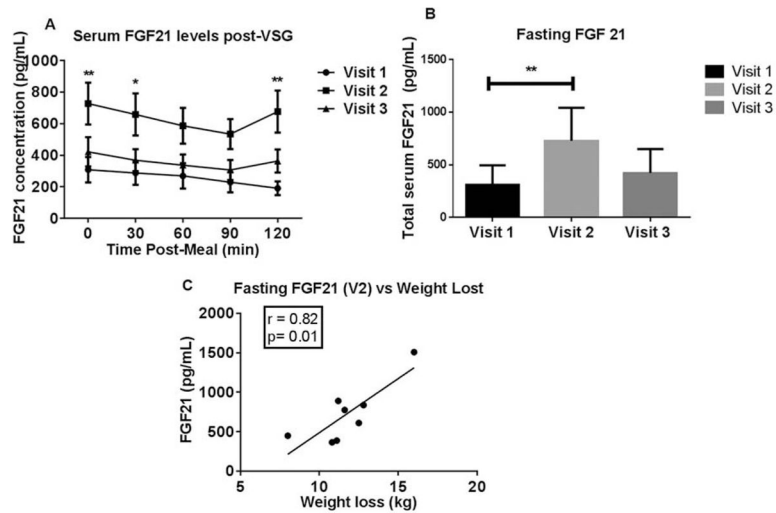 A
Serum FGF21 levels post-VSG
FGF21 concentration (pg/mL)
1000
800
600
400
200
0
**
*
**
Visit 1
Visit 2
Visit 3
0 30 60 90 120
Time Post-Meal (min)
B
Fasting FGF 21
Total serum FGF21 (pg/mL)
1500
1000
500
0
**
Visit 1
Visit 2
Visit 3
Visit 1 Visit 2 Visit 3
C
Fasting FGF21 (V2) vs Weight Lost
r = 0.82
p= 0.01
FGF21 (pg/mL)
2000
1500
1000
500
0
5 10 15 20
Weight loss (kg)